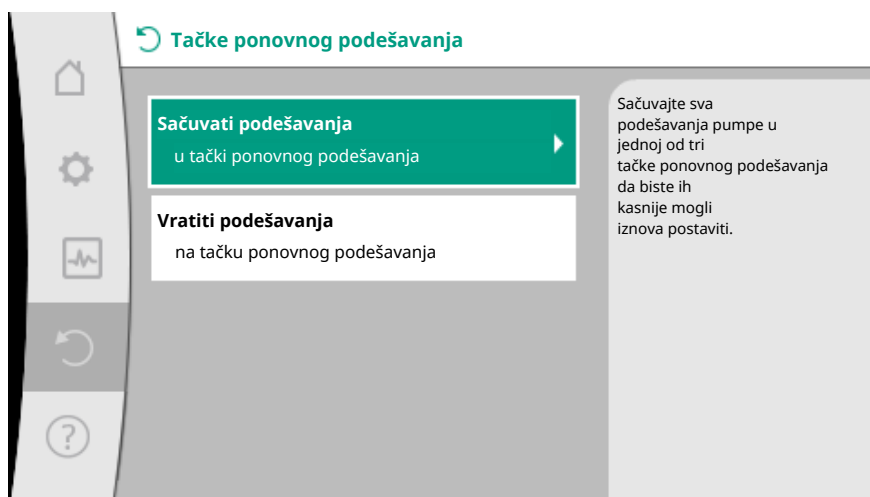 Tačke ponovnog podešavanja
Sačuvati podešavanja
u tački ponovnog podešavanja
Vratiti podešavanja
na tačku ponovnog podešavanja
Sačuvajte sva
podešavanja pumpe u
jednoj od tri
tačke ponovnog podešavanja
da biste ih
kasnije mogli
iznova postaviti.
?